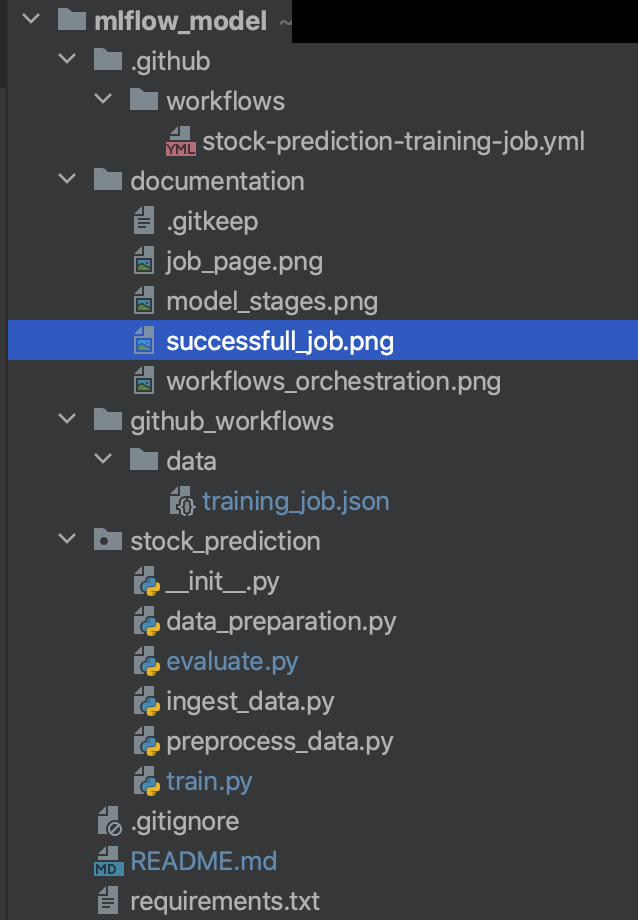 mlflow_model ~
.github
workflows
YML stock-prediction-training-job.yml
documentation
.gitkeep
job_page.png
model_stages.png
successfull_job.png
workflows_orchestration.png
github_workflows
data
{} training_job.json
stock_prediction
__init__.py
data_preparation.py
evaluate.py
ingest_data.py
preprocess_data.py
train.py
.gitignore
MD README.md
requirements.txt